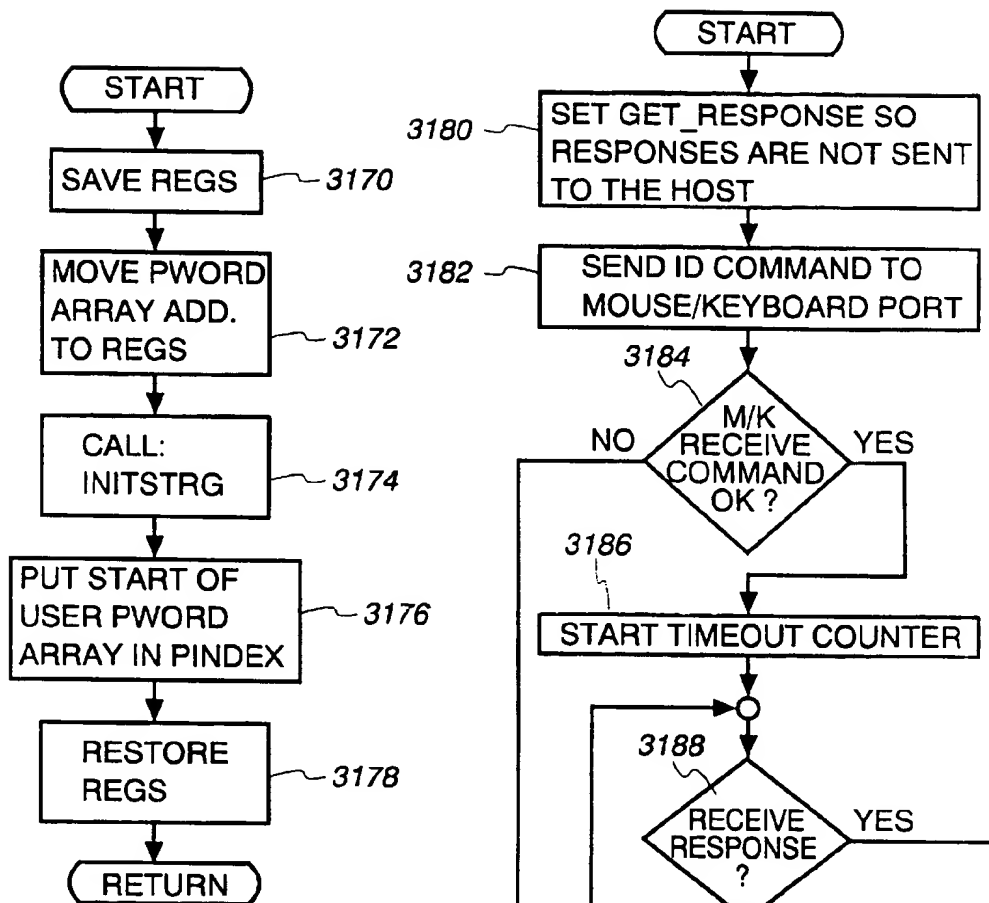 START
SAVE REGS
3170
MOVE PWORD
ARRAY ADD.
TO REGS
3172
CALL:
INITSTRG
3174
PUT START OF
USER PWORD
ARRAY IN PINDEX
3176
RESTORE
REGS
3178
RETURN
START
3180
SET GET_RESPONSE SO
RESPONSES ARE NOT SENT
TO THE HOST
3182
SEND ID COMMAND TO
MOUSE/KEYBOARD PORT
3184
M/K
RECEIVE
COMMAND
OK ?
NO
YES
3186
START TIMEOUT COUNTER
3188
RECEIVE
RESPONSE
?
YES